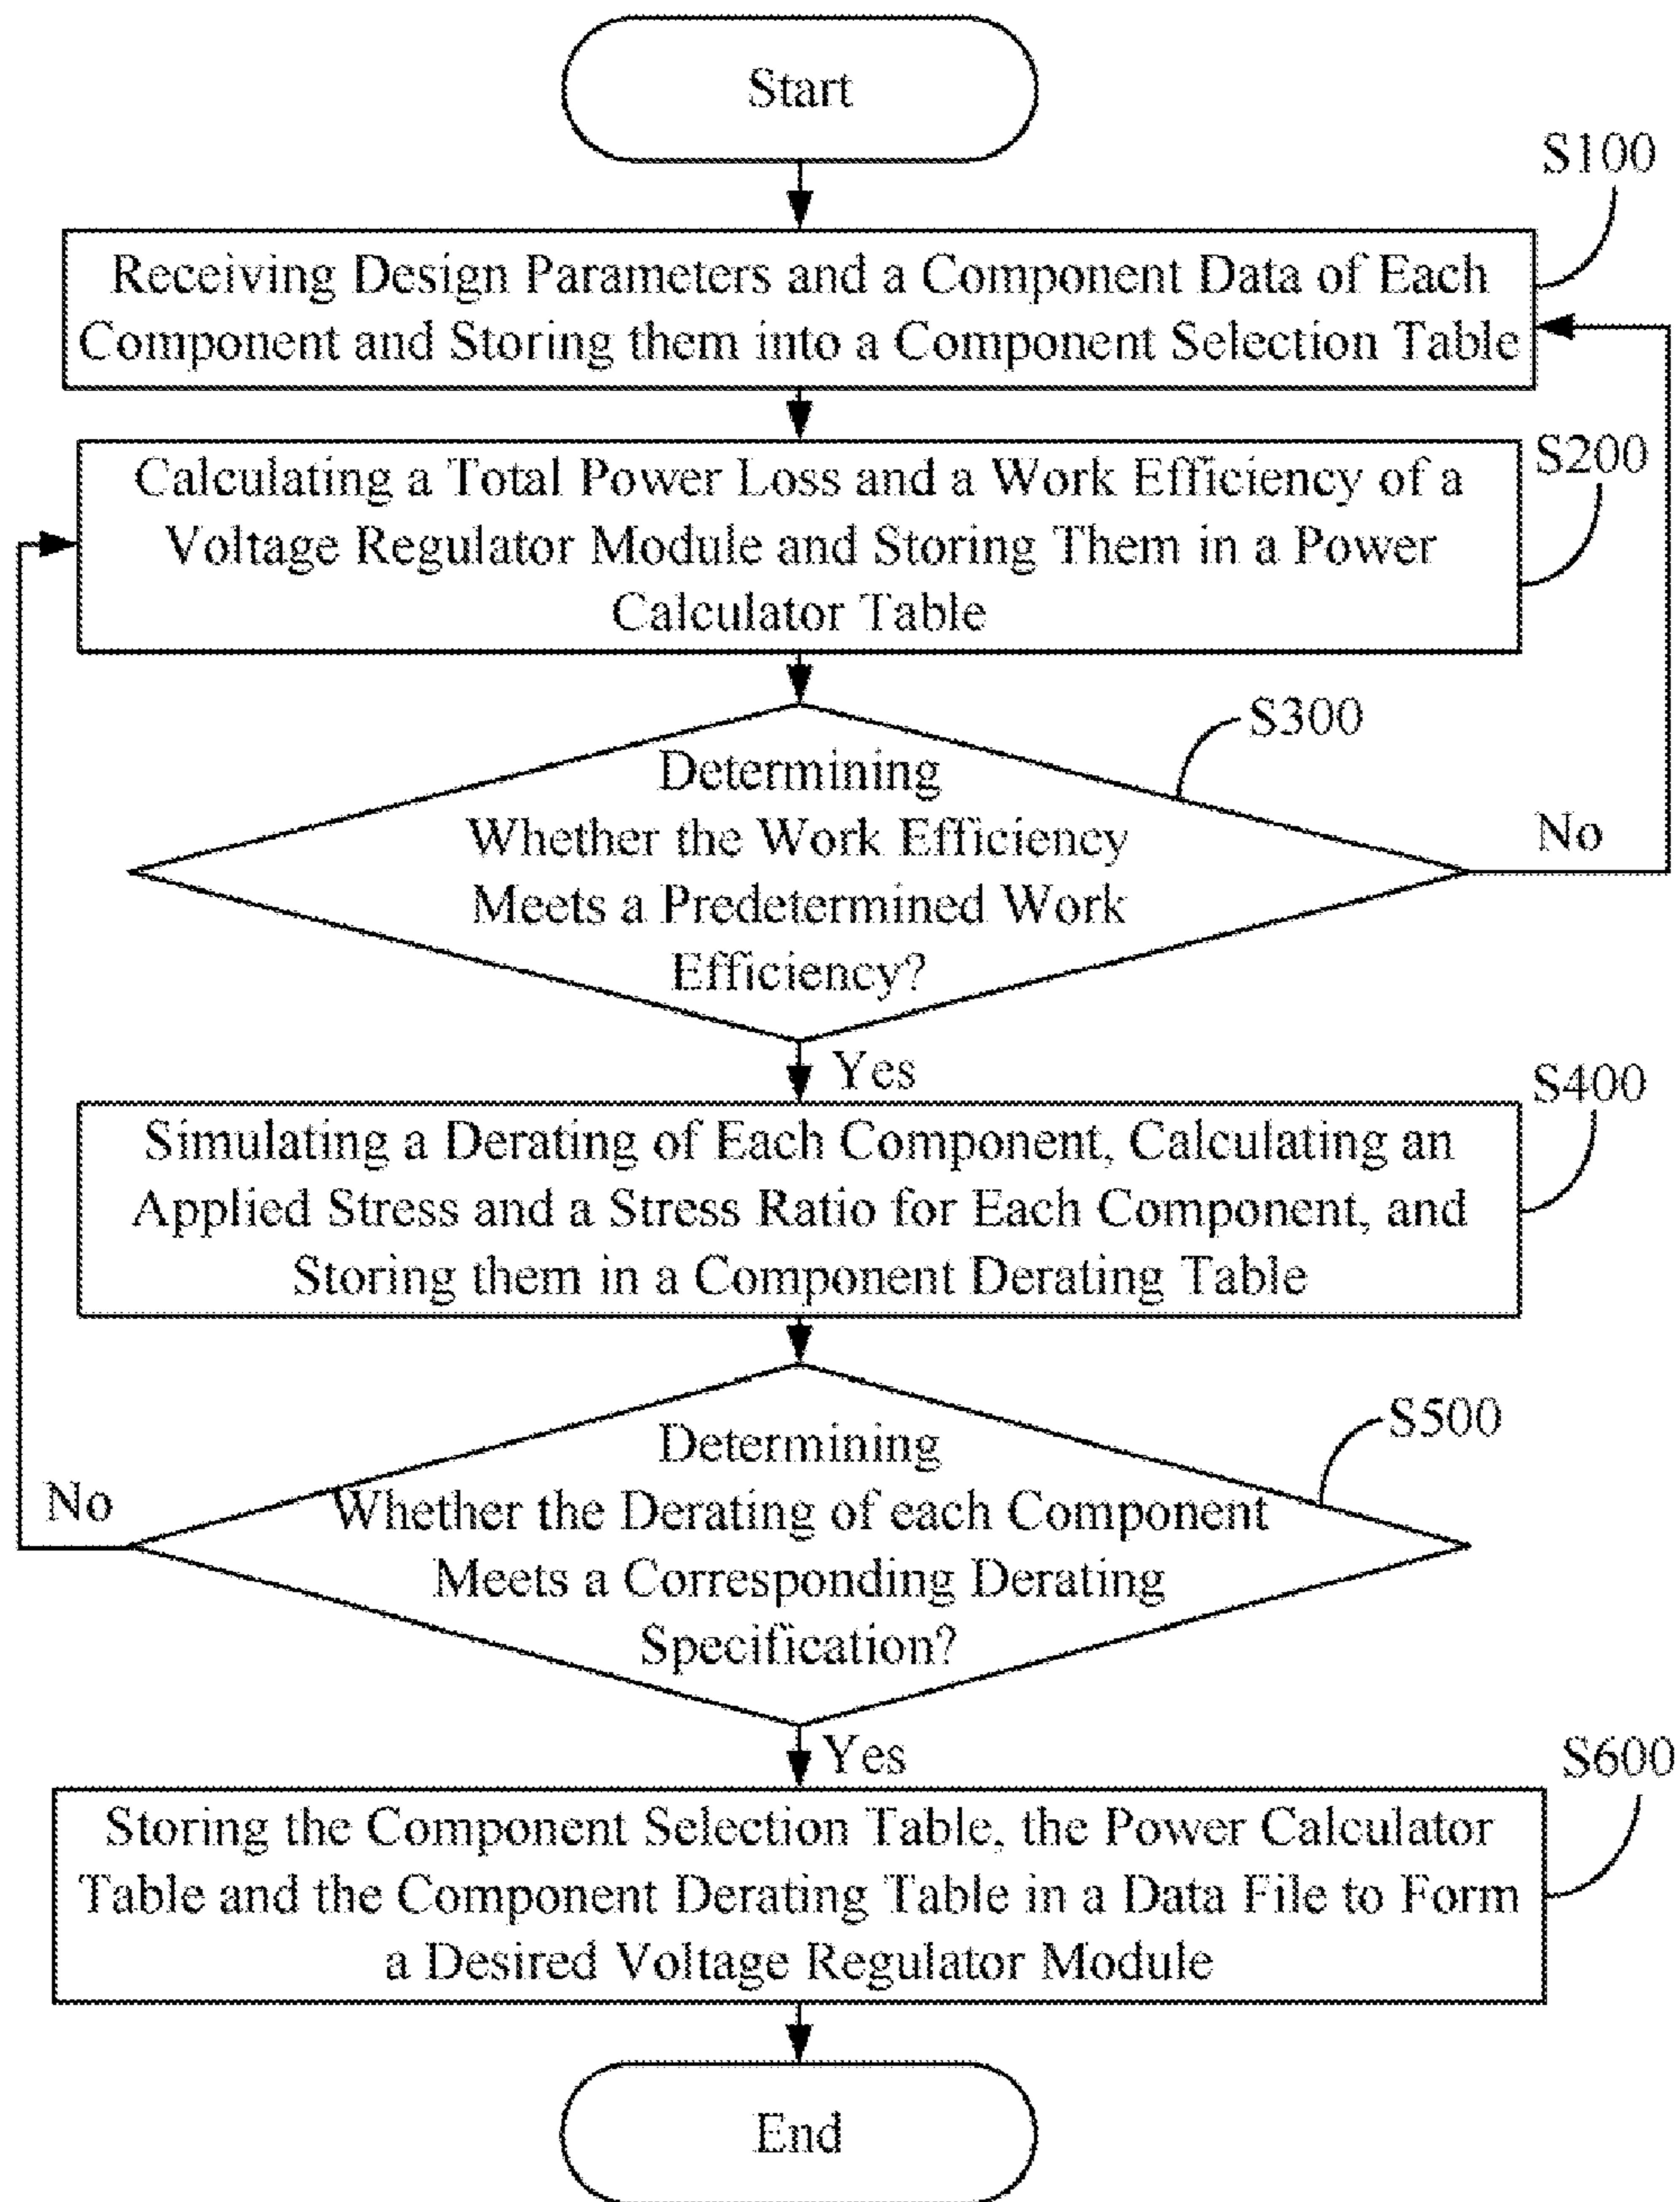 Start
S100
Receiving Design Parameters and a Component Data of Each
Component and Storing them into a Component Selection Table
S200
Calculating a Total Power Loss and a Work Efficiency of a
Voltage Regulator Module and Storing Them in a Power
Calculator Table
S300
Determining
Whether the Work Efficiency
Meets a Predetermined Work
Efficiency?
No
Yes
S400
Simulating a Derating of Each Component, Calculating an
Applied Stress and a Stress Ratio for Each Component, and
Storing them in a Component Derating Table
S500
Determining
Whether the Derating of each Component
Meets a Corresponding Derating
Specification?
No
Yes
S600
Storing the Component Selection Table, the Power Calculator
Table and the Component Derating Table in a Data File to Form
a Desired Voltage Regulator Module
End